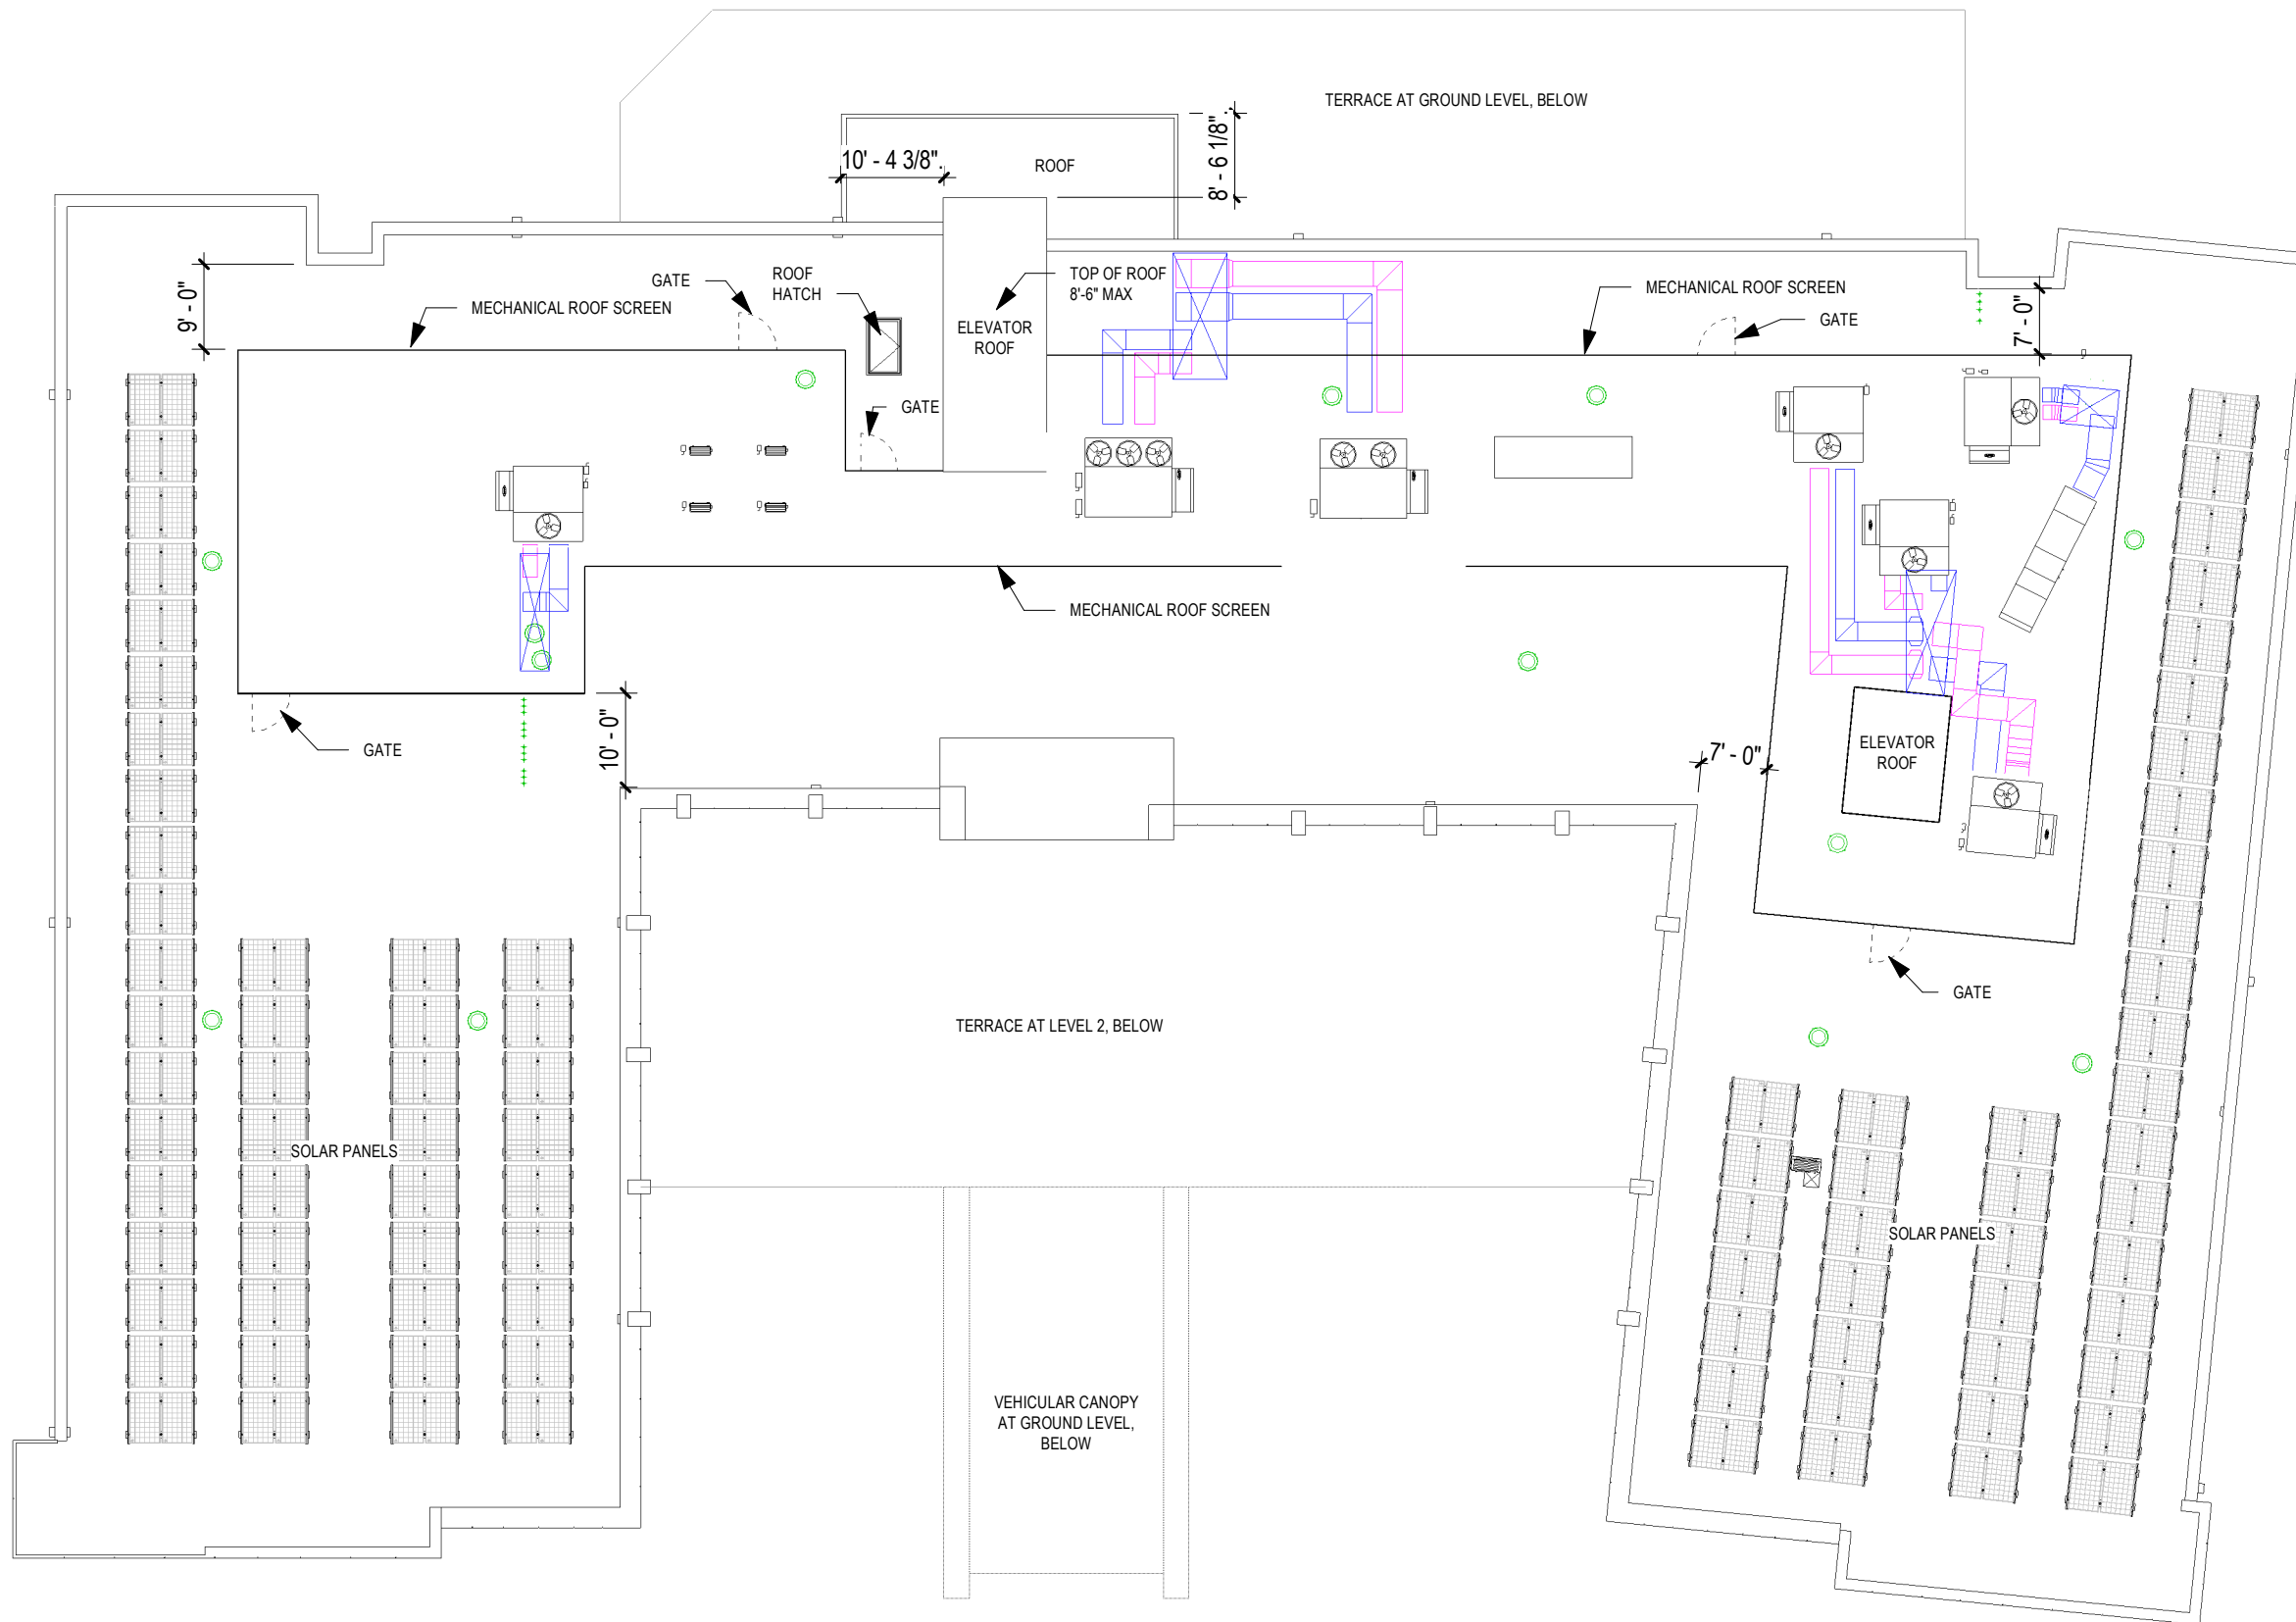 TERRACE AT GROUND LEVEL, BELOW
10' - 4 3/8".
ROOF
8' - 6 1/8".
9' - 0"
MECHANICAL ROOF SCREEN
GATE
ROOF
HATCH
TOP OF ROOF
8'-6" MAX
ELEVATOR
ROOF
MECHANICAL ROOF SCREEN
GATE
7' - 0"
GATE
MECHANICAL ROOF SCREEN
GATE
10' - 0"
7' - 0"
ELEVATOR
ROOF
GATE
TERRACE AT LEVEL 2, BELOW
SOLAR PANELS
SOLAR PANELS
VEHICULAR CANOPY
AT GROUND LEVEL,
BELOW